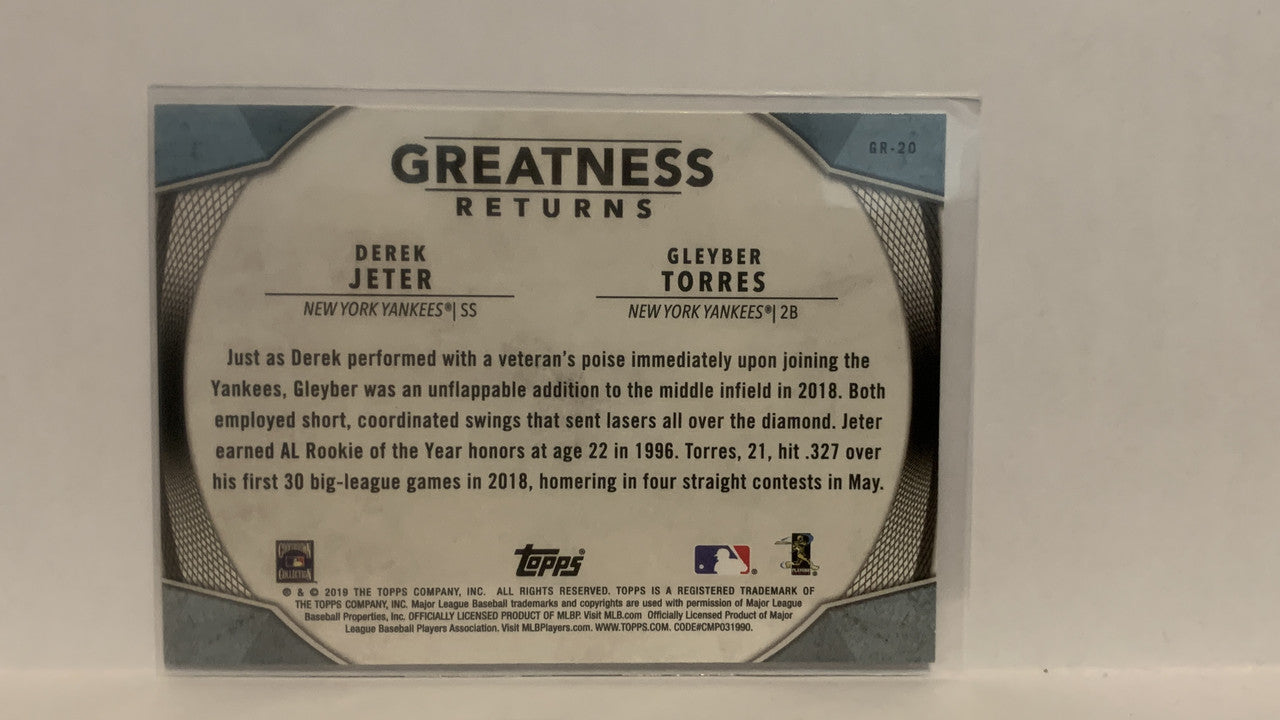 GR-20
GREATNESS
RETURNS
DEREK
JETER
NEW YORK YANKEES®| SS
GLEYBER
TORRES
NEW YORK YANKEES®| 2B
Just as Derek performed with a veteran's poise immediately upon joining the
Yankees, Gleyber was an unflappable addition to the middle infield in 2018. Both
employed short, coordinated swings that sent lasers all over the diamond. Jeter
earned AL Rookie of the Year honors at age 22 in 1996. Torres, 21, hit .327 over
his first 30 big-league games in 2018, homering in four straight contests in May.
COOPERSTOWN
COLLECTION
Topps®
PLAYERS
® & © 2019 THE TOPPS COMPANY, INC. ALL RIGHTS RESERVED. TOPPS IS A REGISTERED TRADEMARK OF
THE TOPPS COMPANY, INC. Major League Baseball trademarks and copyrights are used with permission of Major League
Baseball Properties, Inc. OFFICIALLY LICENSED PRODUCT OF MLBP. Visit MLB.com Officially Licensed Product of Major
League Baseball Players Association. Visit MLBPlayers.com. WWW.TOPPS.COM. CODE#CMP031990.